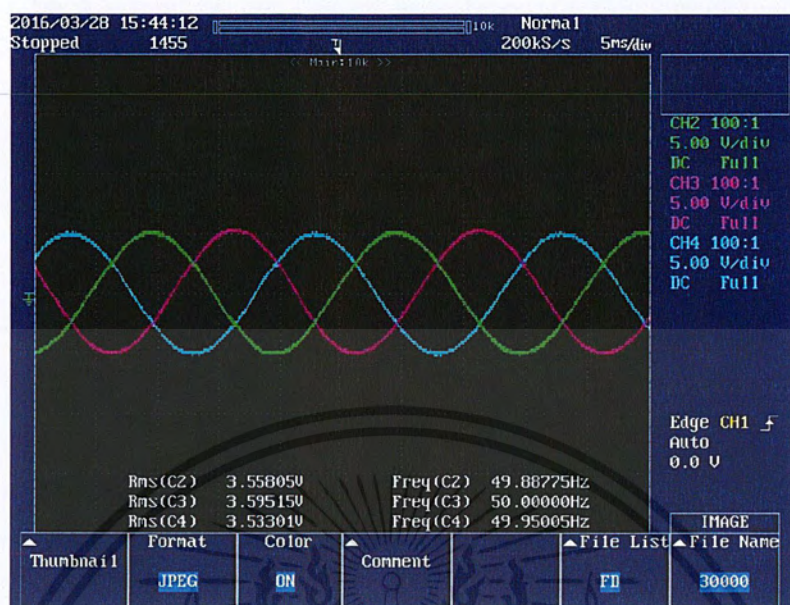 2016/03/28 15:44:12 10k Normal
Stopped 1455 200kS/s 5ms/div
<< Main:10k >>
CH2 100:1
5.00 V/div
DC Full
CH3 100:1
5.00 V/div
DC Full
CH4 100:1
5.00 V/div
DC Full
Edge CH1
Auto
0.0 V
Rms(C2) 3.55805V Freq(C2) 49.88775Hz
Rms(C3) 3.59515V Freq(C3) 50.00000Hz
Rms(C4) 3.53301V Freq(C4) 49.95005Hz
IMAGE
Thumbnail Format Color Comment File List File Name
JPEG ON FD 30000